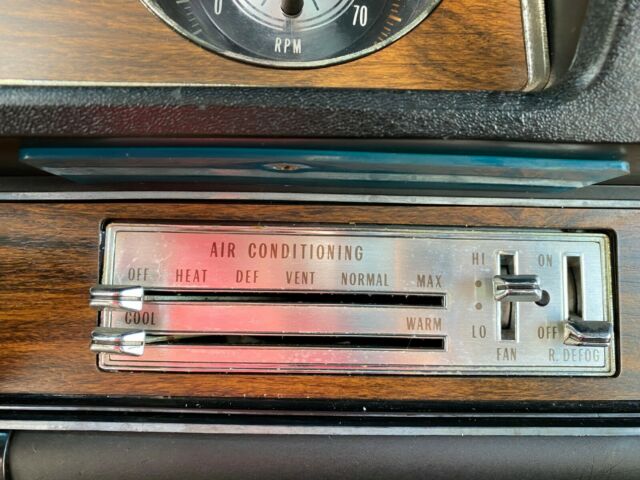 0 70
RPM
AIR CONDITIONING
HI ON
OFF HEAT DEF VENT NORMAL MAX
COOL WARM
LO OFF
FAN R. DEFOG